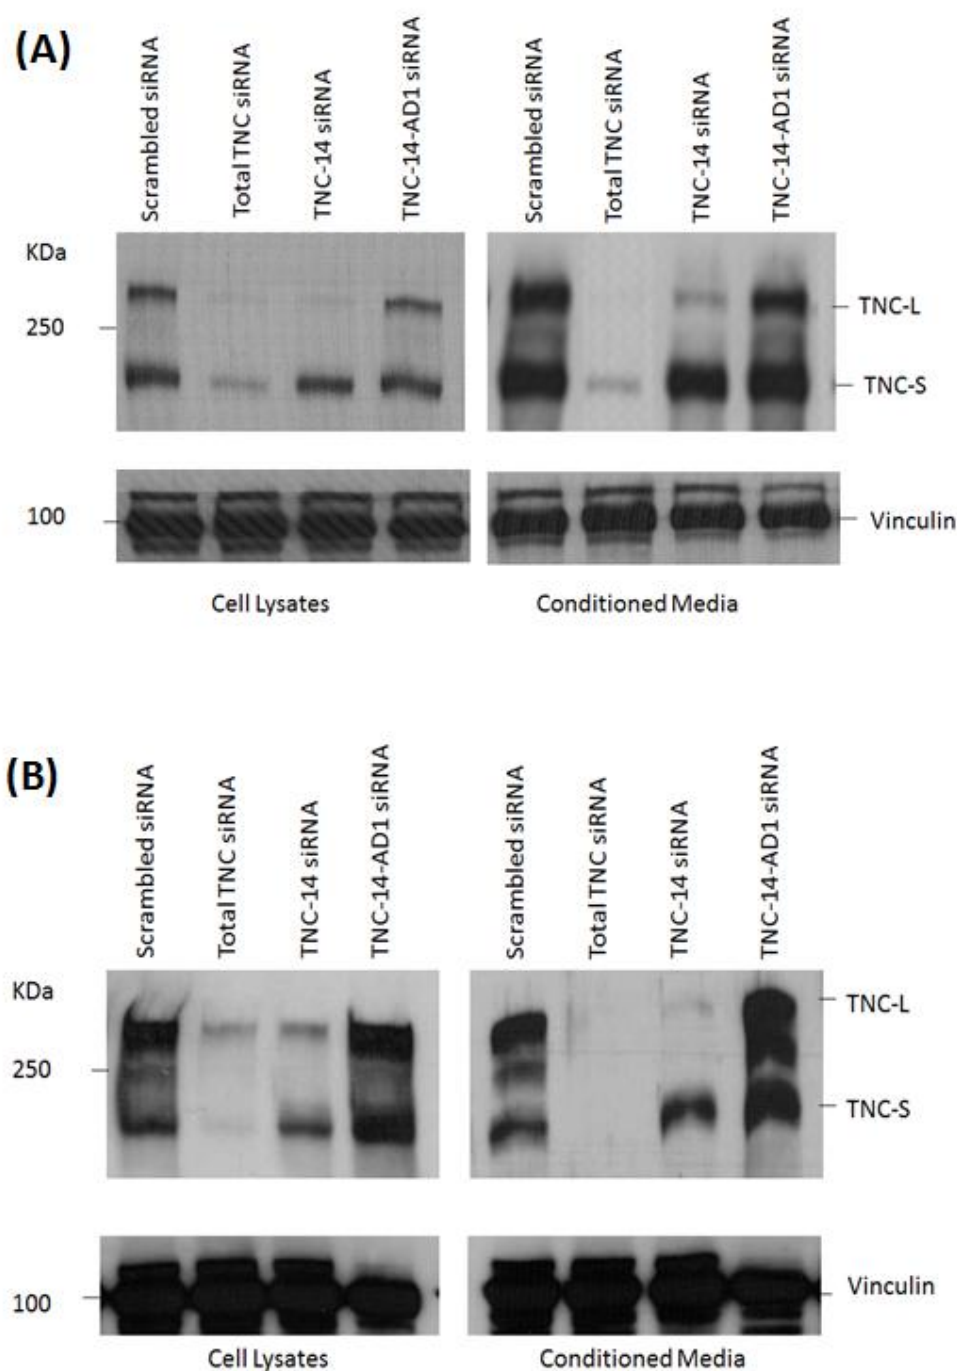 (A)
Scrambled siRNA
Total TNC siRNA
TNC-14 siRNA
TNC-14-AD1 siRNA
Scrambled siRNA
Total TNC siRNA
TNC-14 siRNA
TNC-14-AD1 siRNA
KDa
250
TNC-L
TNC-S
100
Vinculin
Cell Lysates
Conditioned Media
(B)
Scrambled siRNA
Total TNC siRNA
TNC-14 siRNA
TNC-14-AD1 siRNA
Scrambled siRNA
Total TNC siRNA
TNC-14 siRNA
TNC-14-AD1 siRNA
KDa
250
TNC-L
TNC-S
100
Vinculin
Cell Lysates
Conditioned Media